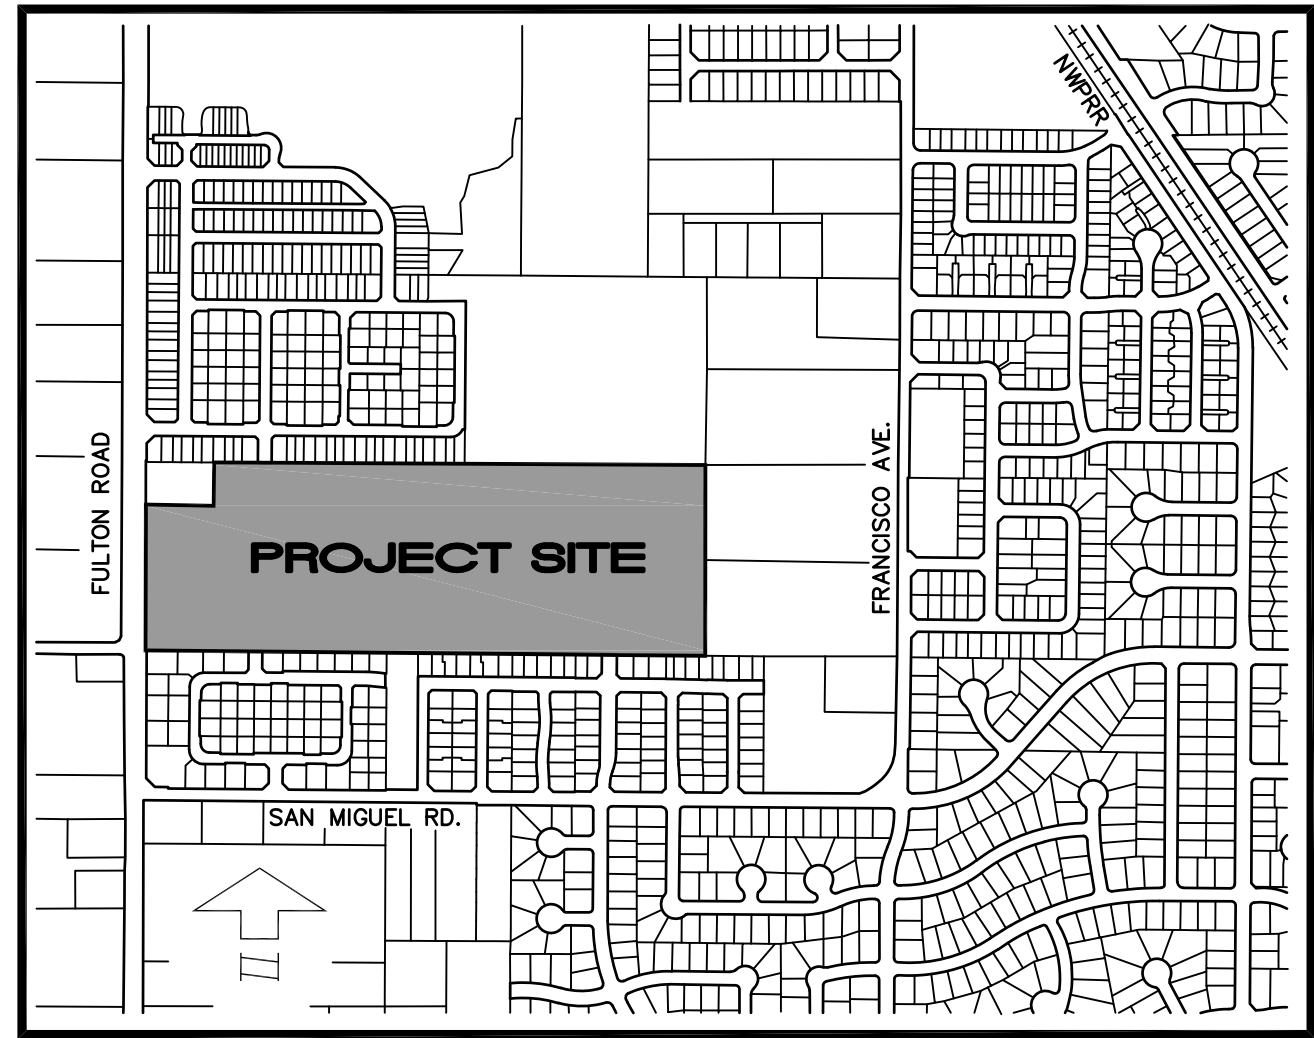 NWPRR
FULTON ROAD
FRANCISCO AVE.
PROJECT SITE
SAN MIGUEL RD.
N